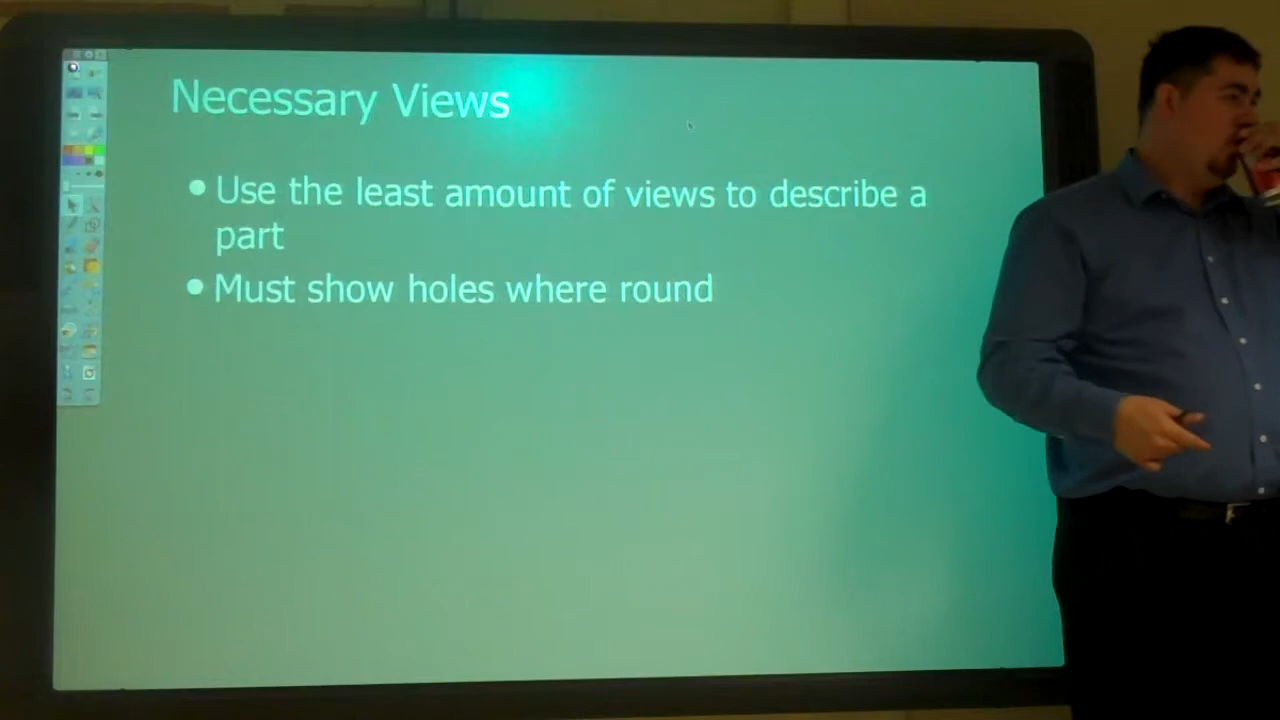 Necessary Views
• Use the least amount of views to describe a
part
• Must show holes where round